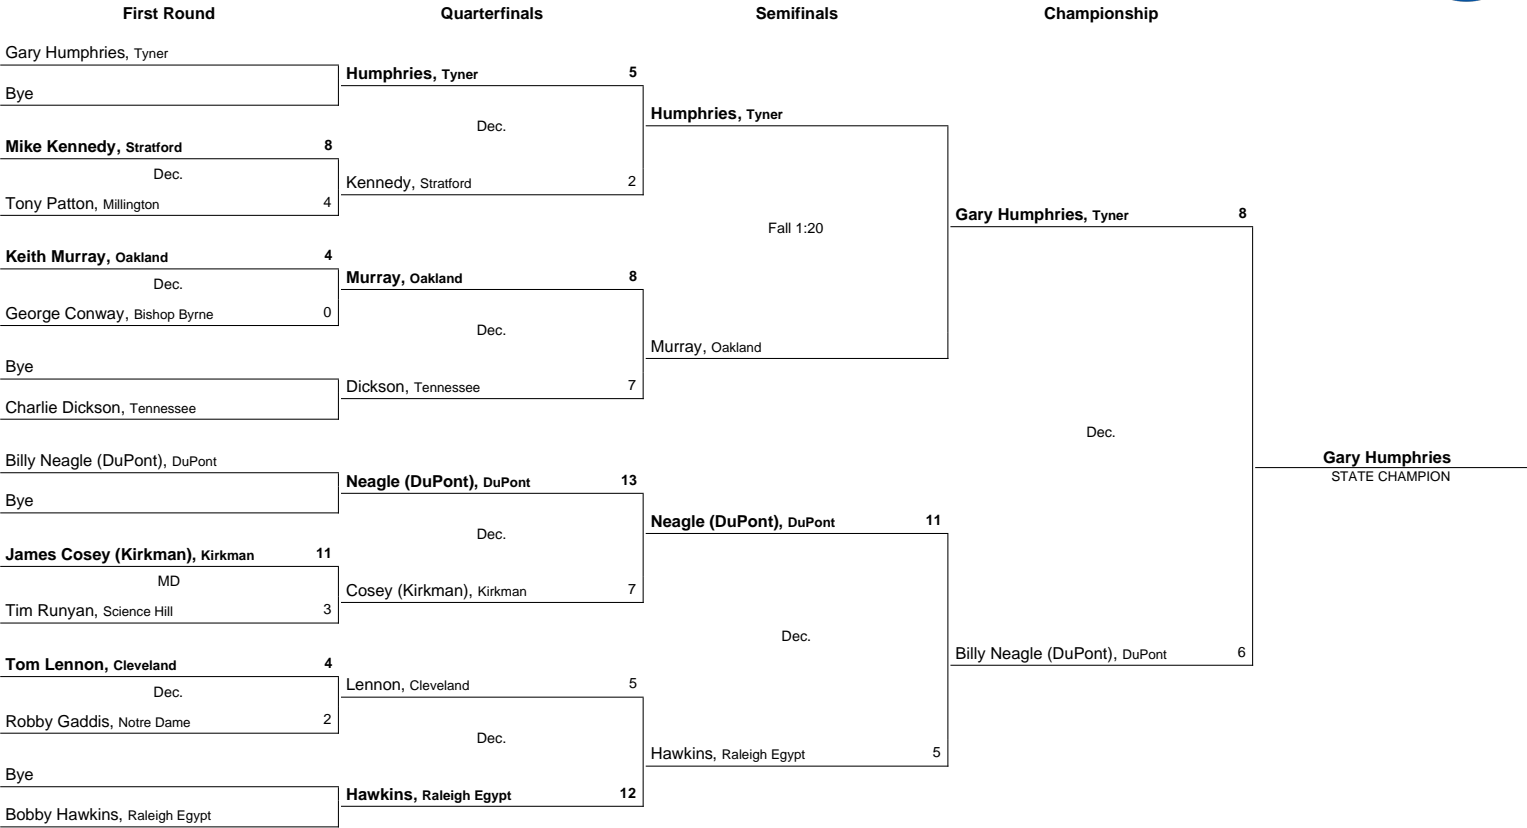 First Round Quarterfinals Semifinals Championship
Gary Humphries, Tyner
Bye
Mike Kennedy, Stratford 8
Dec.
Tony Patton, Millington 4
Keith Murray, Oakland 4
Dec.
George Conway, Bishop Byrne 0
Bye
Charlie Dickson, Tennessee
Billy Neagle (DuPont), DuPont
Bye
James Cosey (Kirkman), Kirkman 11
MD
Tim Runyan, Science Hill 3
Tom Lennon, Cleveland 4
Dec.
Robby Gaddis, Notre Dame 2
Bye
Bobby Hawkins, Raleigh Egypt
Humphries, Tyner 5
Dec.
Kennedy, Stratford 2
Murray, Oakland 8
Dec.
Dickson, Tennessee 7
Neagle (DuPont), DuPont 13
Dec.
Cosey (Kirkman), Kirkman 7
Lennon, Cleveland 5
Dec.
Hawkins, Raleigh Egypt 12
Humphries, Tyner
Fall 1:20
Murray, Oakland
Neagle (DuPont), DuPont 11
Dec.
Hawkins, Raleigh Egypt 5
Gary Humphries, Tyner 8
Dec.
Billy Neagle (DuPont), DuPont 6
Gary Humphries
STATE CHAMPION